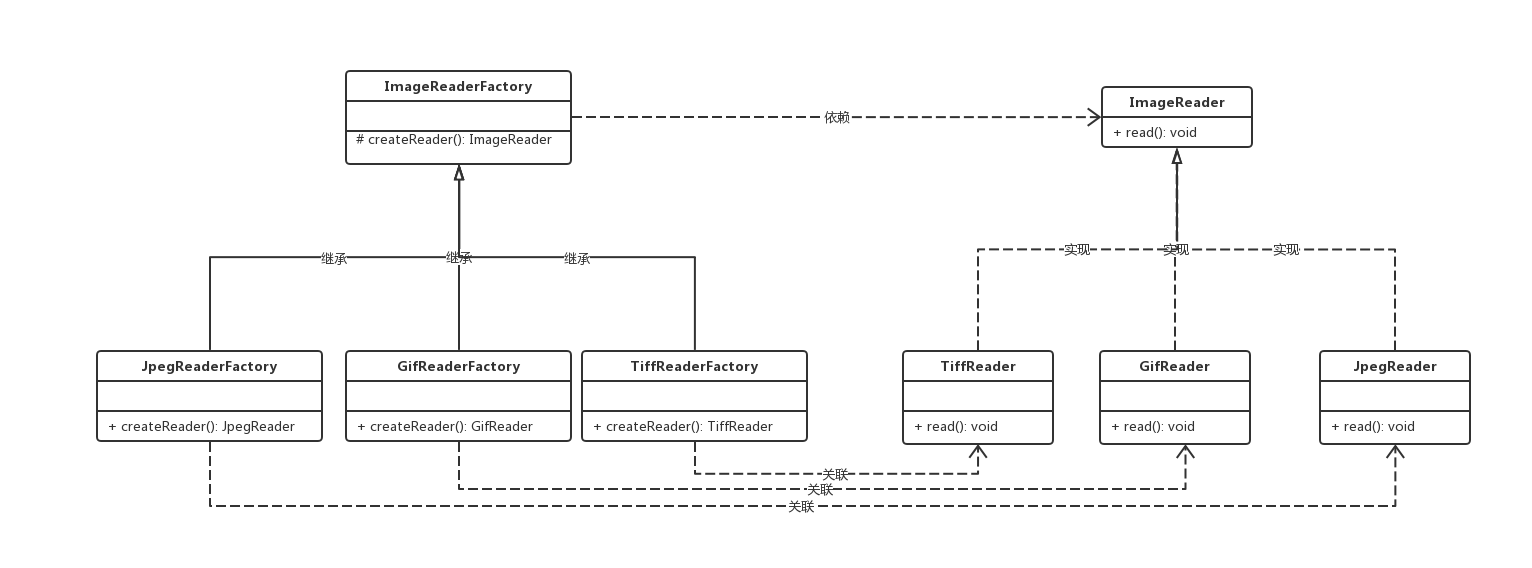 ImageReaderFactory
# createReader(): ImageReader
依赖
ImageReader
+ read(): void
继承
继承
继承
实现
实现
实现
JpegReaderFactory
+ createReader(): JpegReader
GifReaderFactory
+ createReader(): GifReader
TiffReaderFactory
+ createReader(): TiffReader
TiffReader
+ read(): void
GifReader
+ read(): void
JpegReader
+ read(): void
关联
关联
关联